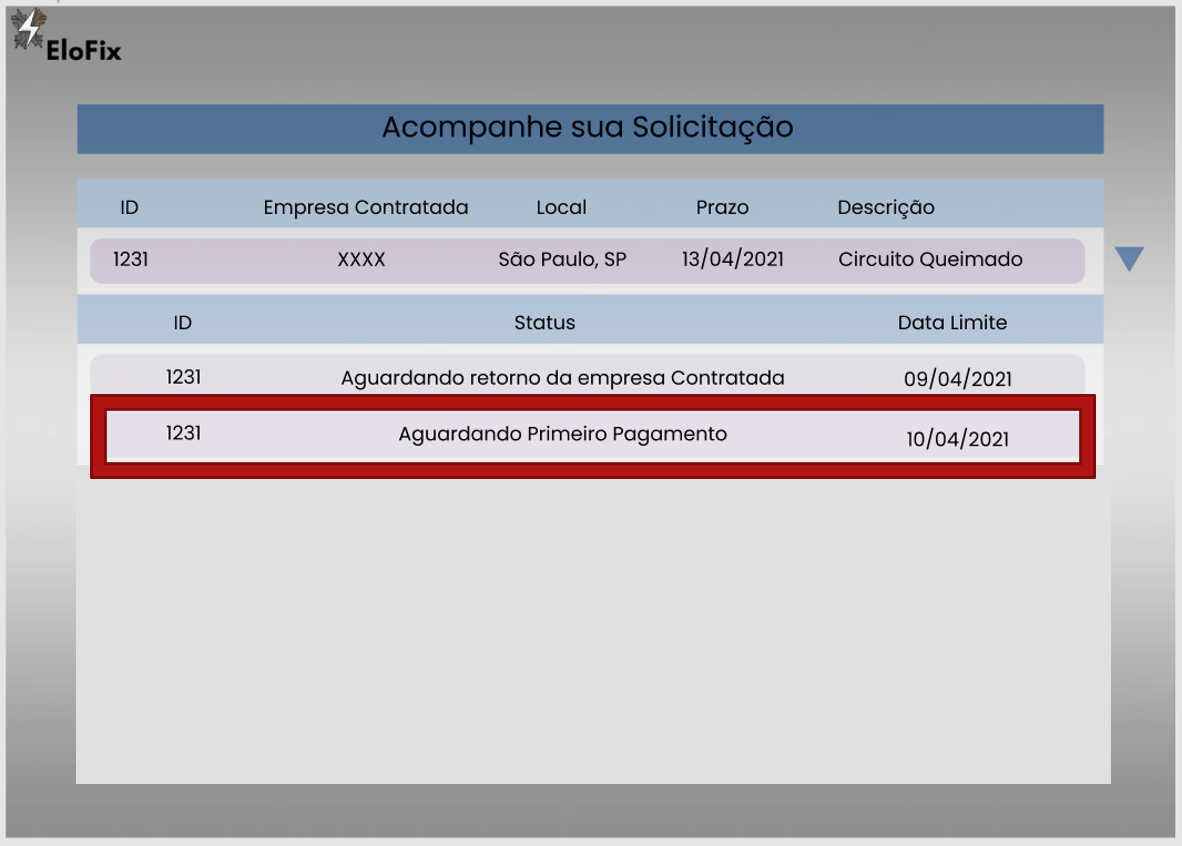 EloFix
Acompanhe sua Solicitação
ID Empresa Contratada Local Prazo Descrição
1231 XXXX São Paulo, SP 13/04/2021 Circuito Queimado
ID Status Data Limite
1231 Aguardando retorno da empresa Contratada 09/04/2021
1231 Aguardando Primeiro Pagamento 10/04/2021